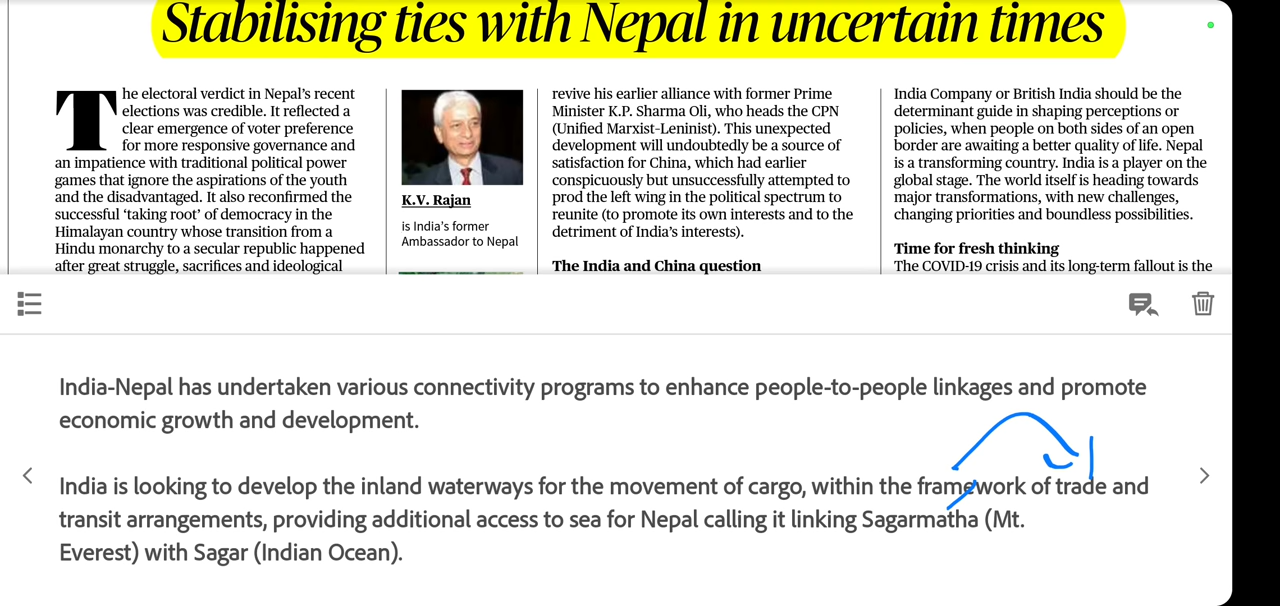 Stabilising ties with Nepal in uncertain times
The electoral verdict in Nepal's recent
elections was credible. It reflected a
clear emergence of voter preference
for more responsive governance and
an impatience with traditional political power
games that ignore the aspirations of the youth
and the disadvantaged. It also reconfirmed the
successful 'taking root' of democracy in the
Himalayan country whose transition from a
Hindu monarchy to a secular republic happened
after great struggle, sacrifices and ideological
K.V. Rajan
is India's former
Ambassador to Nepal
revive his earlier alliance with former Prime
Minister K.P. Sharma Oli, who heads the CPN
(Unified Marxist-Leninist). This unexpected
development will undoubtedly be a source of
satisfaction for China, which had earlier
conspicuously but unsuccessfully attempted to
prod the left wing in the political spectrum to
reunite (to promote its own interests and to the
detriment of India's interests).
The India and China question
India Company or British India should be the
determinant guide in shaping perceptions or
policies, when people on both sides of an open
border are awaiting a better quality of life. Nepal
is a transforming country. India is a player on the
global stage. The world itself is heading towards
major transformations, with new challenges,
changing priorities and boundless possibilities.
Time for fresh thinking
The COVID-19 crisis and its long-term fallout is the
India-Nepal has undertaken various connectivity programs to enhance people-to-people linkages and promote
economic growth and development.
India is looking to develop the inland waterways for the movement of cargo, within the framework of trade and
transit arrangements, providing additional access to sea for Nepal calling it linking Sagarmatha (Mt.
Everest) with Sagar (Indian Ocean).